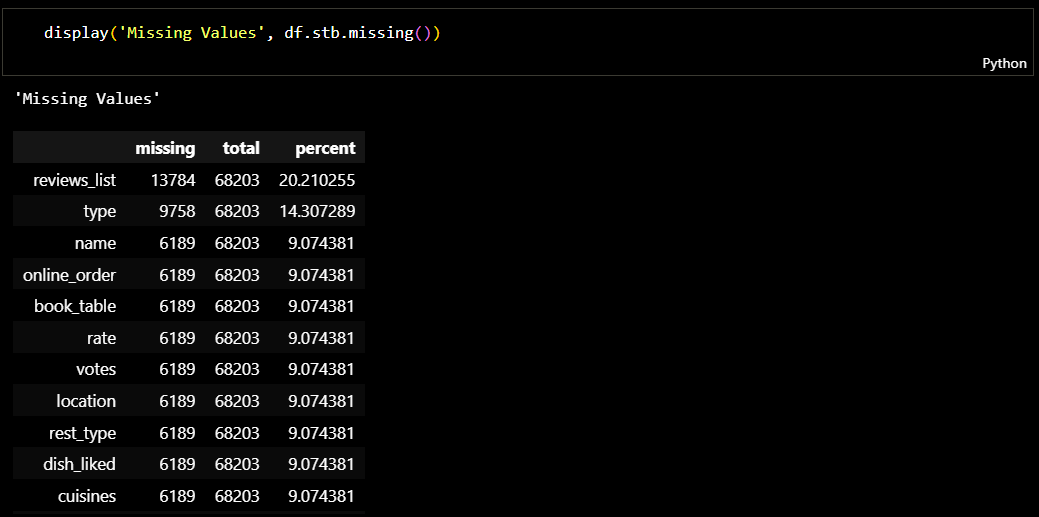 display('Missing Values', df.stb.missing())
Python
'Missing Values'
missing total percent
reviews_list 13784 68203 20.210255
type 9758 68203 14.307289
name 6189 68203 9.074381
online_order 6189 68203 9.074381
book_table 6189 68203 9.074381
rate 6189 68203 9.074381
votes 6189 68203 9.074381
location 6189 68203 9.074381
rest_type 6189 68203 9.074381
dish_liked 6189 68203 9.074381
cuisines 6189 68203 9.074381